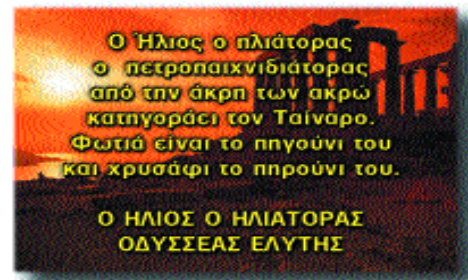 Ο Ήλιος ο ηλιάτορας
ο πετροπαιχνιδιάτορας
από την άκρη των ακρώ
κατηγοράει τον Ταίναρο.
Φωτιά είναι το πηγούνι του
και χρυσάφι το πηρούνι του.
Ο ΗΛΙΟΣ Ο ΗΛΙΑΤΟΡΑΣ
ΟΔΥΣΣΕΑΣ ΕΛΥΤΗΣ